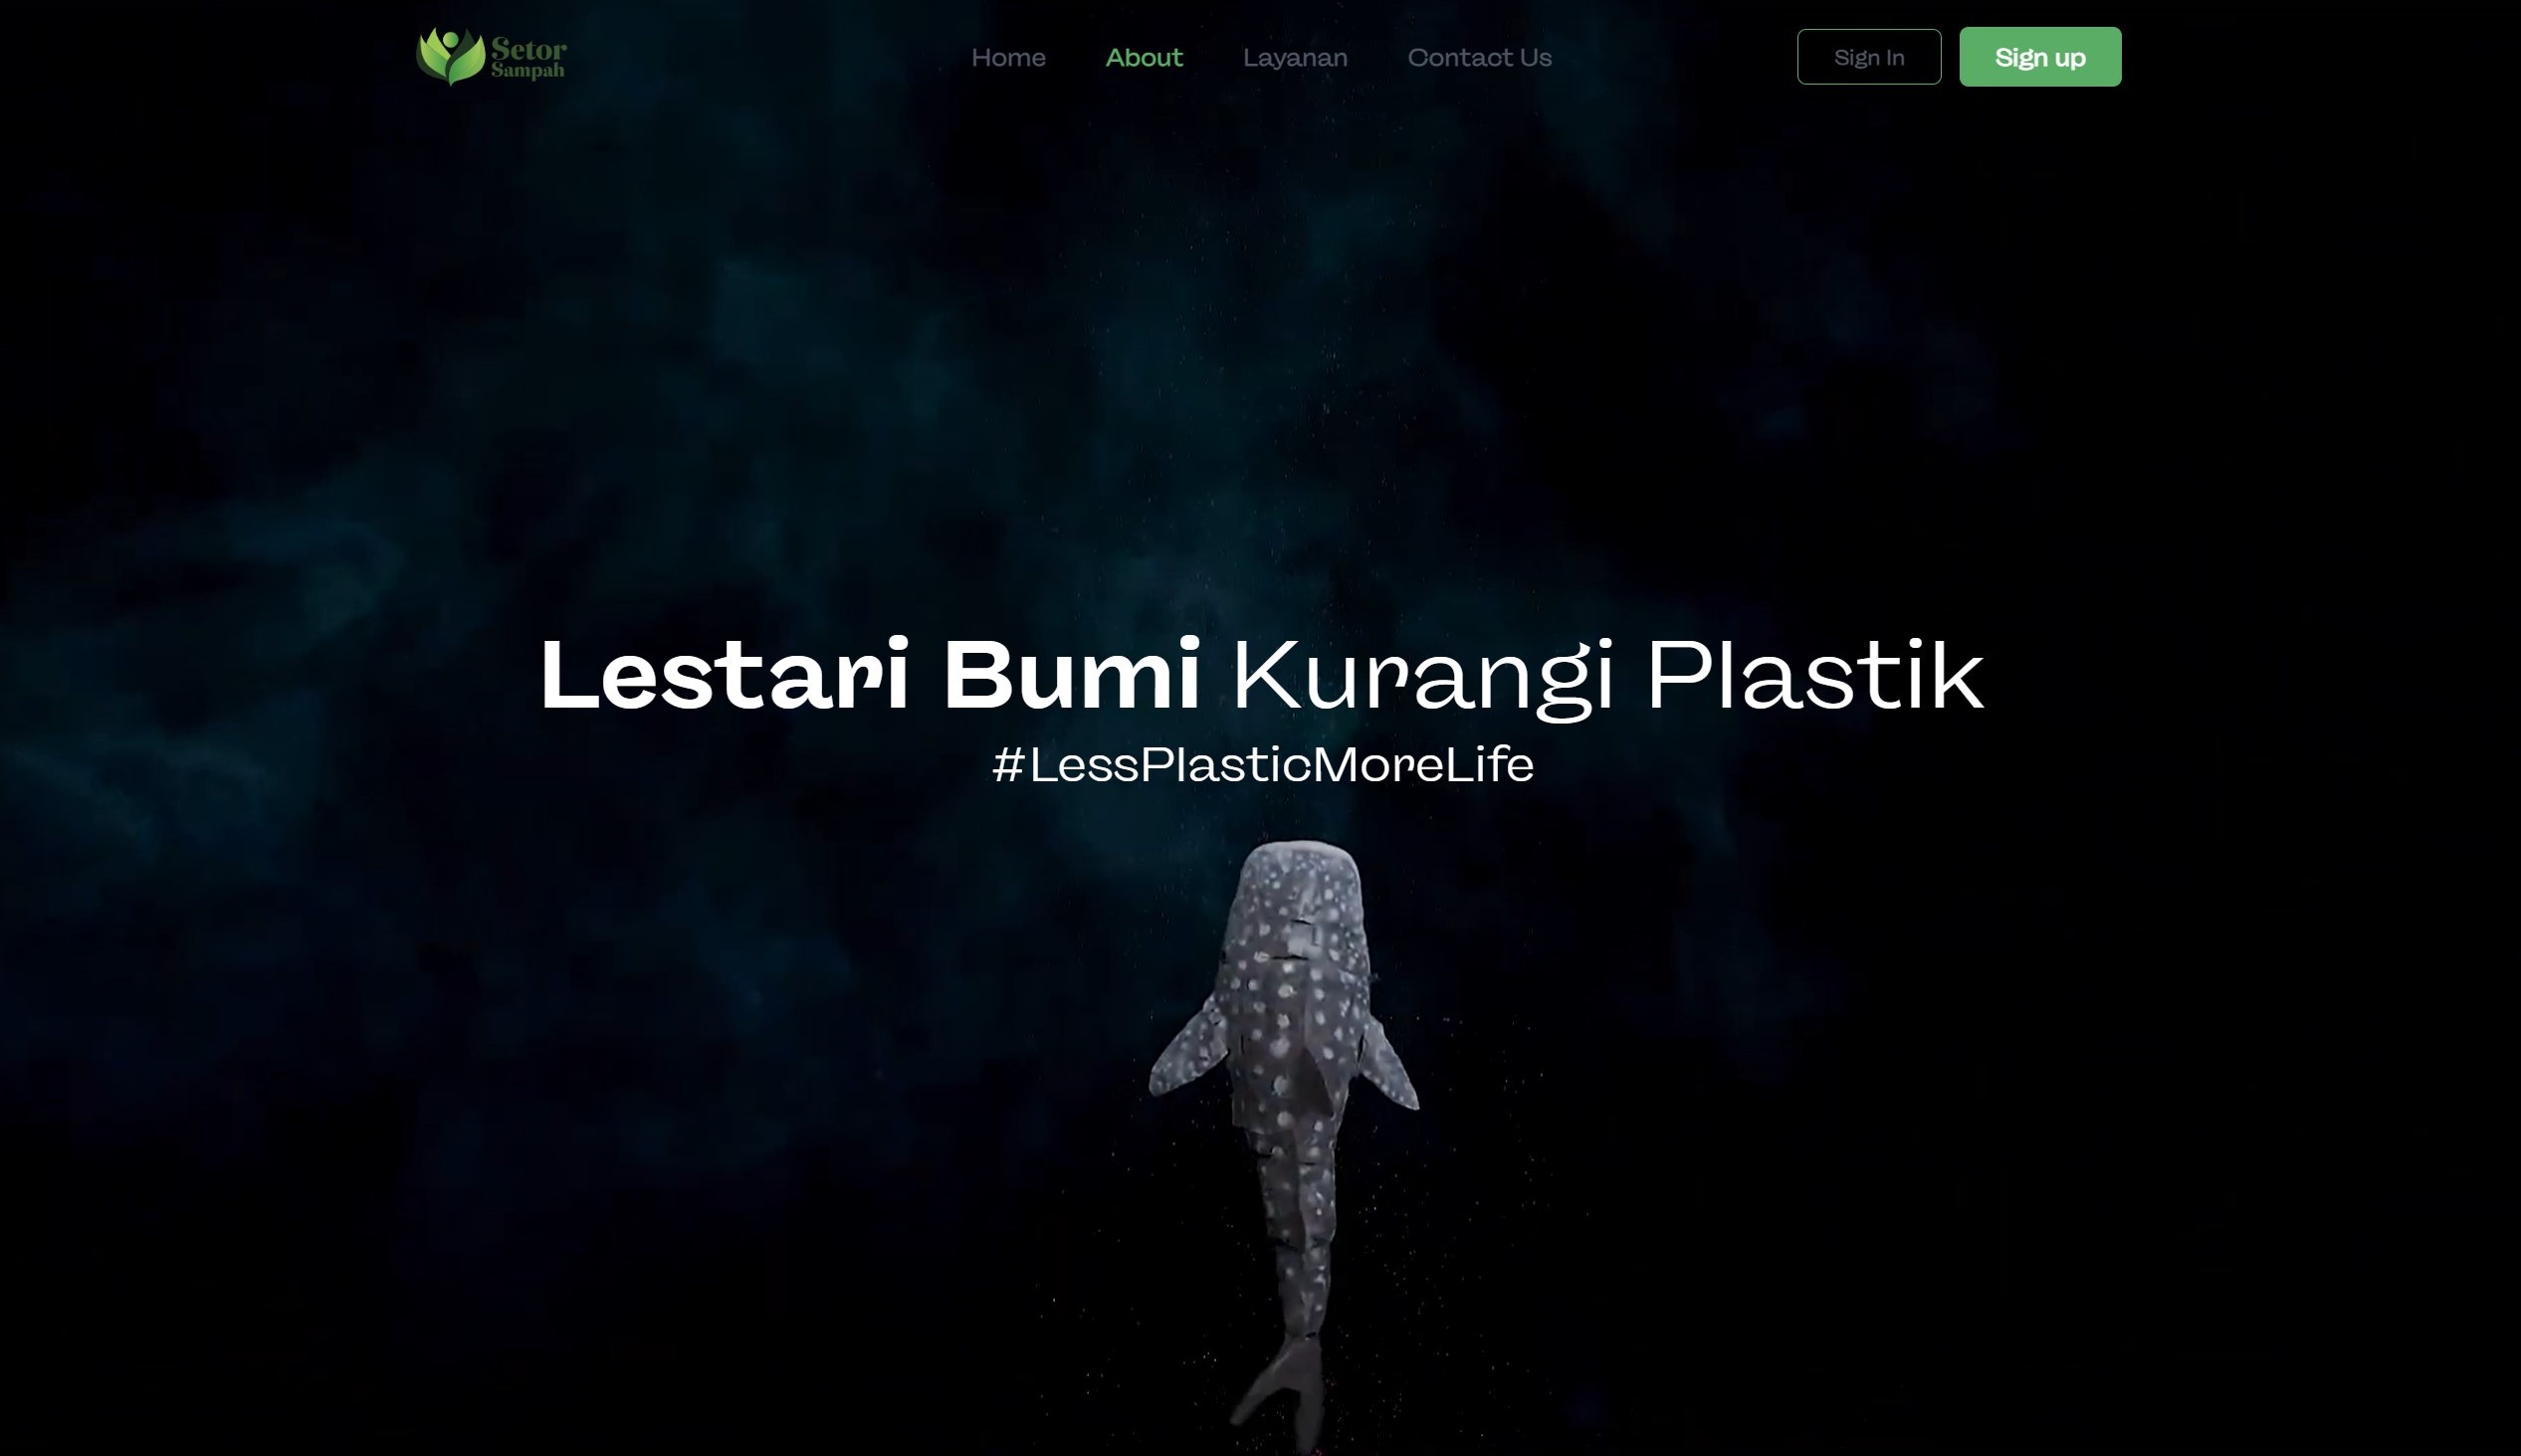 Setor
Sampah
Home
About
Layanan
Contact Us
Sign In
Sign up
Lestari Bumi Kurangi Plastik
#LessPlasticMoreLife